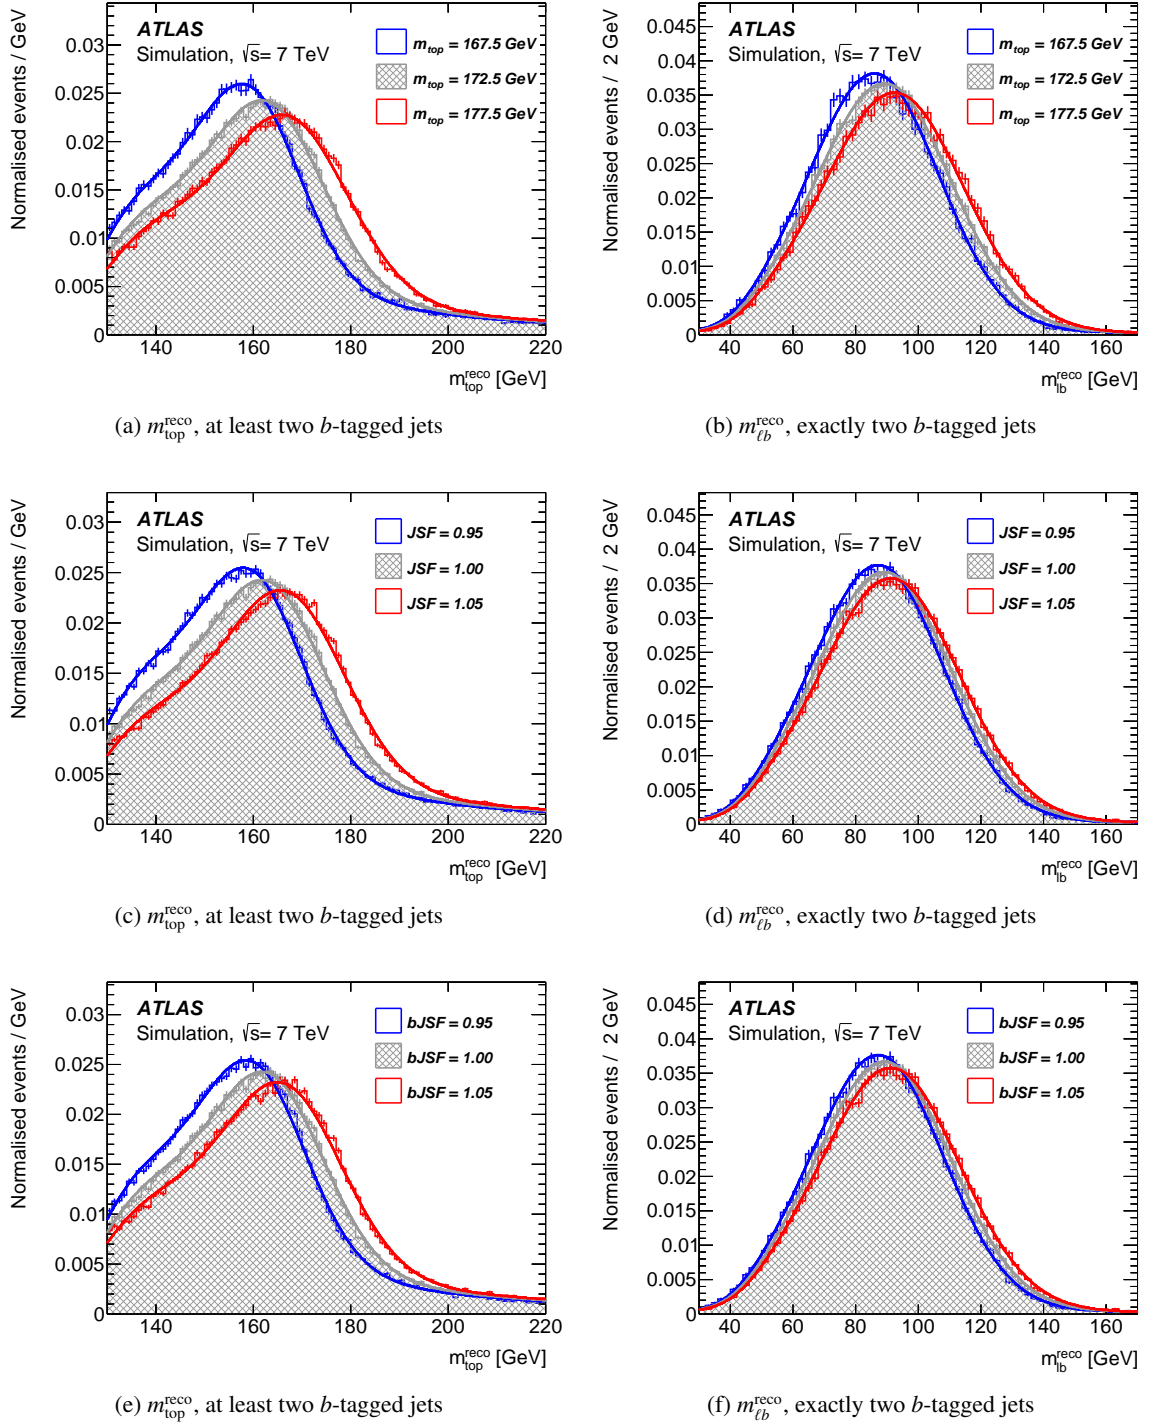 ATLAS
Simulation, √s= 7 TeV
m_top = 167.5 GeV
m_top = 172.5 GeV
m_top = 177.5 GeV
Normalised events / GeV
0.03
0.025
0.02
0.015
0.01
0.005
0
140 160 180 200 220
m_top^reco [GeV]
(a) m_top^reco, at least two b-tagged jets
ATLAS
Simulation, √s= 7 TeV
m_top = 167.5 GeV
m_top = 172.5 GeV
m_top = 177.5 GeV
Normalised events / 2 GeV
0.045
0.04
0.035
0.03
0.025
0.02
0.015
0.01
0.005
0
40 60 80 100 120 140 160
m_lb^reco [GeV]
(b) m_ℓb^reco, exactly two b-tagged jets
ATLAS
Simulation, √s= 7 TeV
JSF = 0.95
JSF = 1.00
JSF = 1.05
Normalised events / GeV
0.03
0.025
0.02
0.015
0.01
0.005
0
140 160 180 200 220
m_top^reco [GeV]
(c) m_top^reco, at least two b-tagged jets
ATLAS
Simulation, √s= 7 TeV
JSF = 0.95
JSF = 1.00
JSF = 1.05
Normalised events / 2 GeV
0.045
0.04
0.035
0.03
0.025
0.02
0.015
0.01
0.005
0
40 60 80 100 120 140 160
m_lb^reco [GeV]
(d) m_ℓb^reco, exactly two b-tagged jets
ATLAS
Simulation, √s= 7 TeV
bJSF = 0.95
bJSF = 1.00
bJSF = 1.05
Normalised events / GeV
0.03
0.025
0.02
0.015
0.01
0.005
0
140 160 180 200 220
m_top^reco [GeV]
(e) m_top^reco, at least two b-tagged jets
ATLAS
Simulation, √s= 7 TeV
bJSF = 0.95
bJSF = 1.00
bJSF = 1.05
Normalised events / 2 GeV
0.045
0.04
0.035
0.03
0.025
0.02
0.015
0.01
0.005
0
40 60 80 100 120 140 160
m_lb^reco [GeV]
(f) m_ℓb^reco, exactly two b-tagged jets